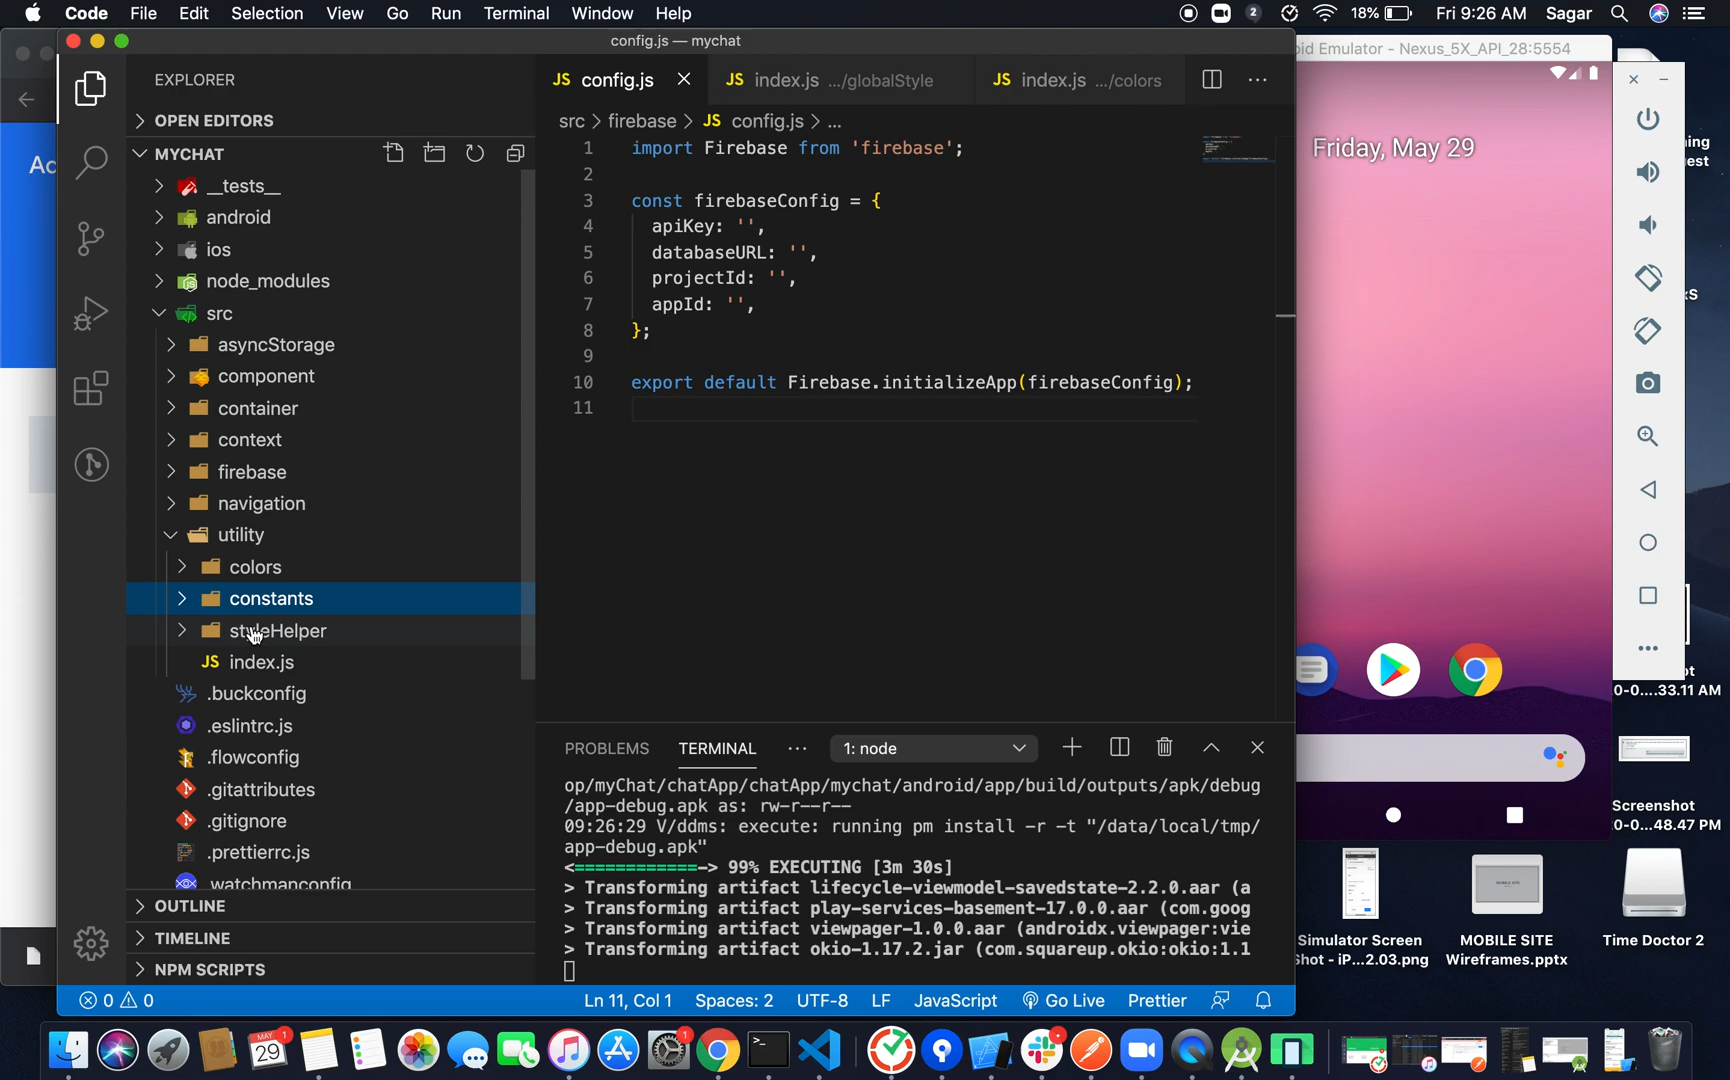 Code File Edit Selection View Go Run Terminal Window Help
2 18% Fri 9:26 AM Sagar
config.js — mychat
oid Emulator - Nexus_5X_API_28:5554
EXPLORER
config.js
index.js .../globalStyle
index.js .../colors
OPEN EDITORS
MYCHAT
__tests__
android
ios
node_modules
src
asyncStorage
component
container
context
firebase
navigation
utility
colors
constants
styleHelper
index.js
.buckconfig
.eslintrc.js
.flowconfig
.gitattributes
.gitignore
.prettierrc.js
.watchmanconfig
OUTLINE
TIMELINE
NPM SCRIPTS
src > firebase > JS config.js > ...
1 import Firebase from 'firebase';
2
3 const firebaseConfig = {
4 apiKey: '',
5 databaseURL: '',
6 projectId: '',
7 appId: '',
8 };
9
10 export default Firebase.initializeApp(firebaseConfig);
11
PROBLEMS TERMINAL ... 1: node
op/myChat/chatApp/chatApp/mychat/android/app/build/outputs/apk/debug
/app-debug.apk as: rw-r--r--
09:26:29 V/ddms: execute: running pm install -r -t "/data/local/tmp/
app-debug.apk"
<============-> 99% EXECUTING [3m 30s]
> Transforming artifact lifecycle-viewmodel-savedstate-2.2.0.aar (a
> Transforming artifact play-services-basement-17.0.0.aar (com.goog
> Transforming artifact viewpager-1.0.0.aar (androidx.viewpager:vie
> Transforming artifact okio-1.17.2.jar (com.squareup.okio:okio:1.1
0 0 Ln 11, Col 1 Spaces: 2 UTF-8 LF JavaScript Go Live Prettier
Friday, May 29
Ac
ing
est
xS
ot
0-0....33.11 AM
Screenshot
0-0...48.47 PM
Simulator Screen
Shot - iP...2.03.png
MOBILE SITE
Wireframes.pptx
Time Doctor 2
MAY
29
1
1